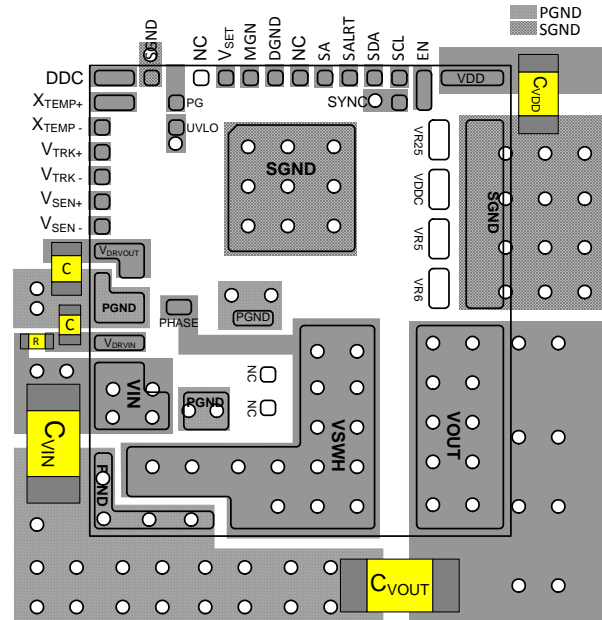 PGND
SGND
SGND
NC
VSET
MGN
DGND
NC
SA
SALRT
SDA
SCL
EN
DDC
VDD
CVDD
XTEMP+
PG
SYNC
XTEMP -
UVLO
VR25
VTRK+
VTRK -
SGND
VDDC
SGND
VSEN+
VSEN -
VR5
VDRVOUT
C
VR6
PGND
C
PHASE
PGND
R
VDRVIN
NC
VIN
PGND
NC
CVIN
VSWH
VOUT
PGND
CVOUT